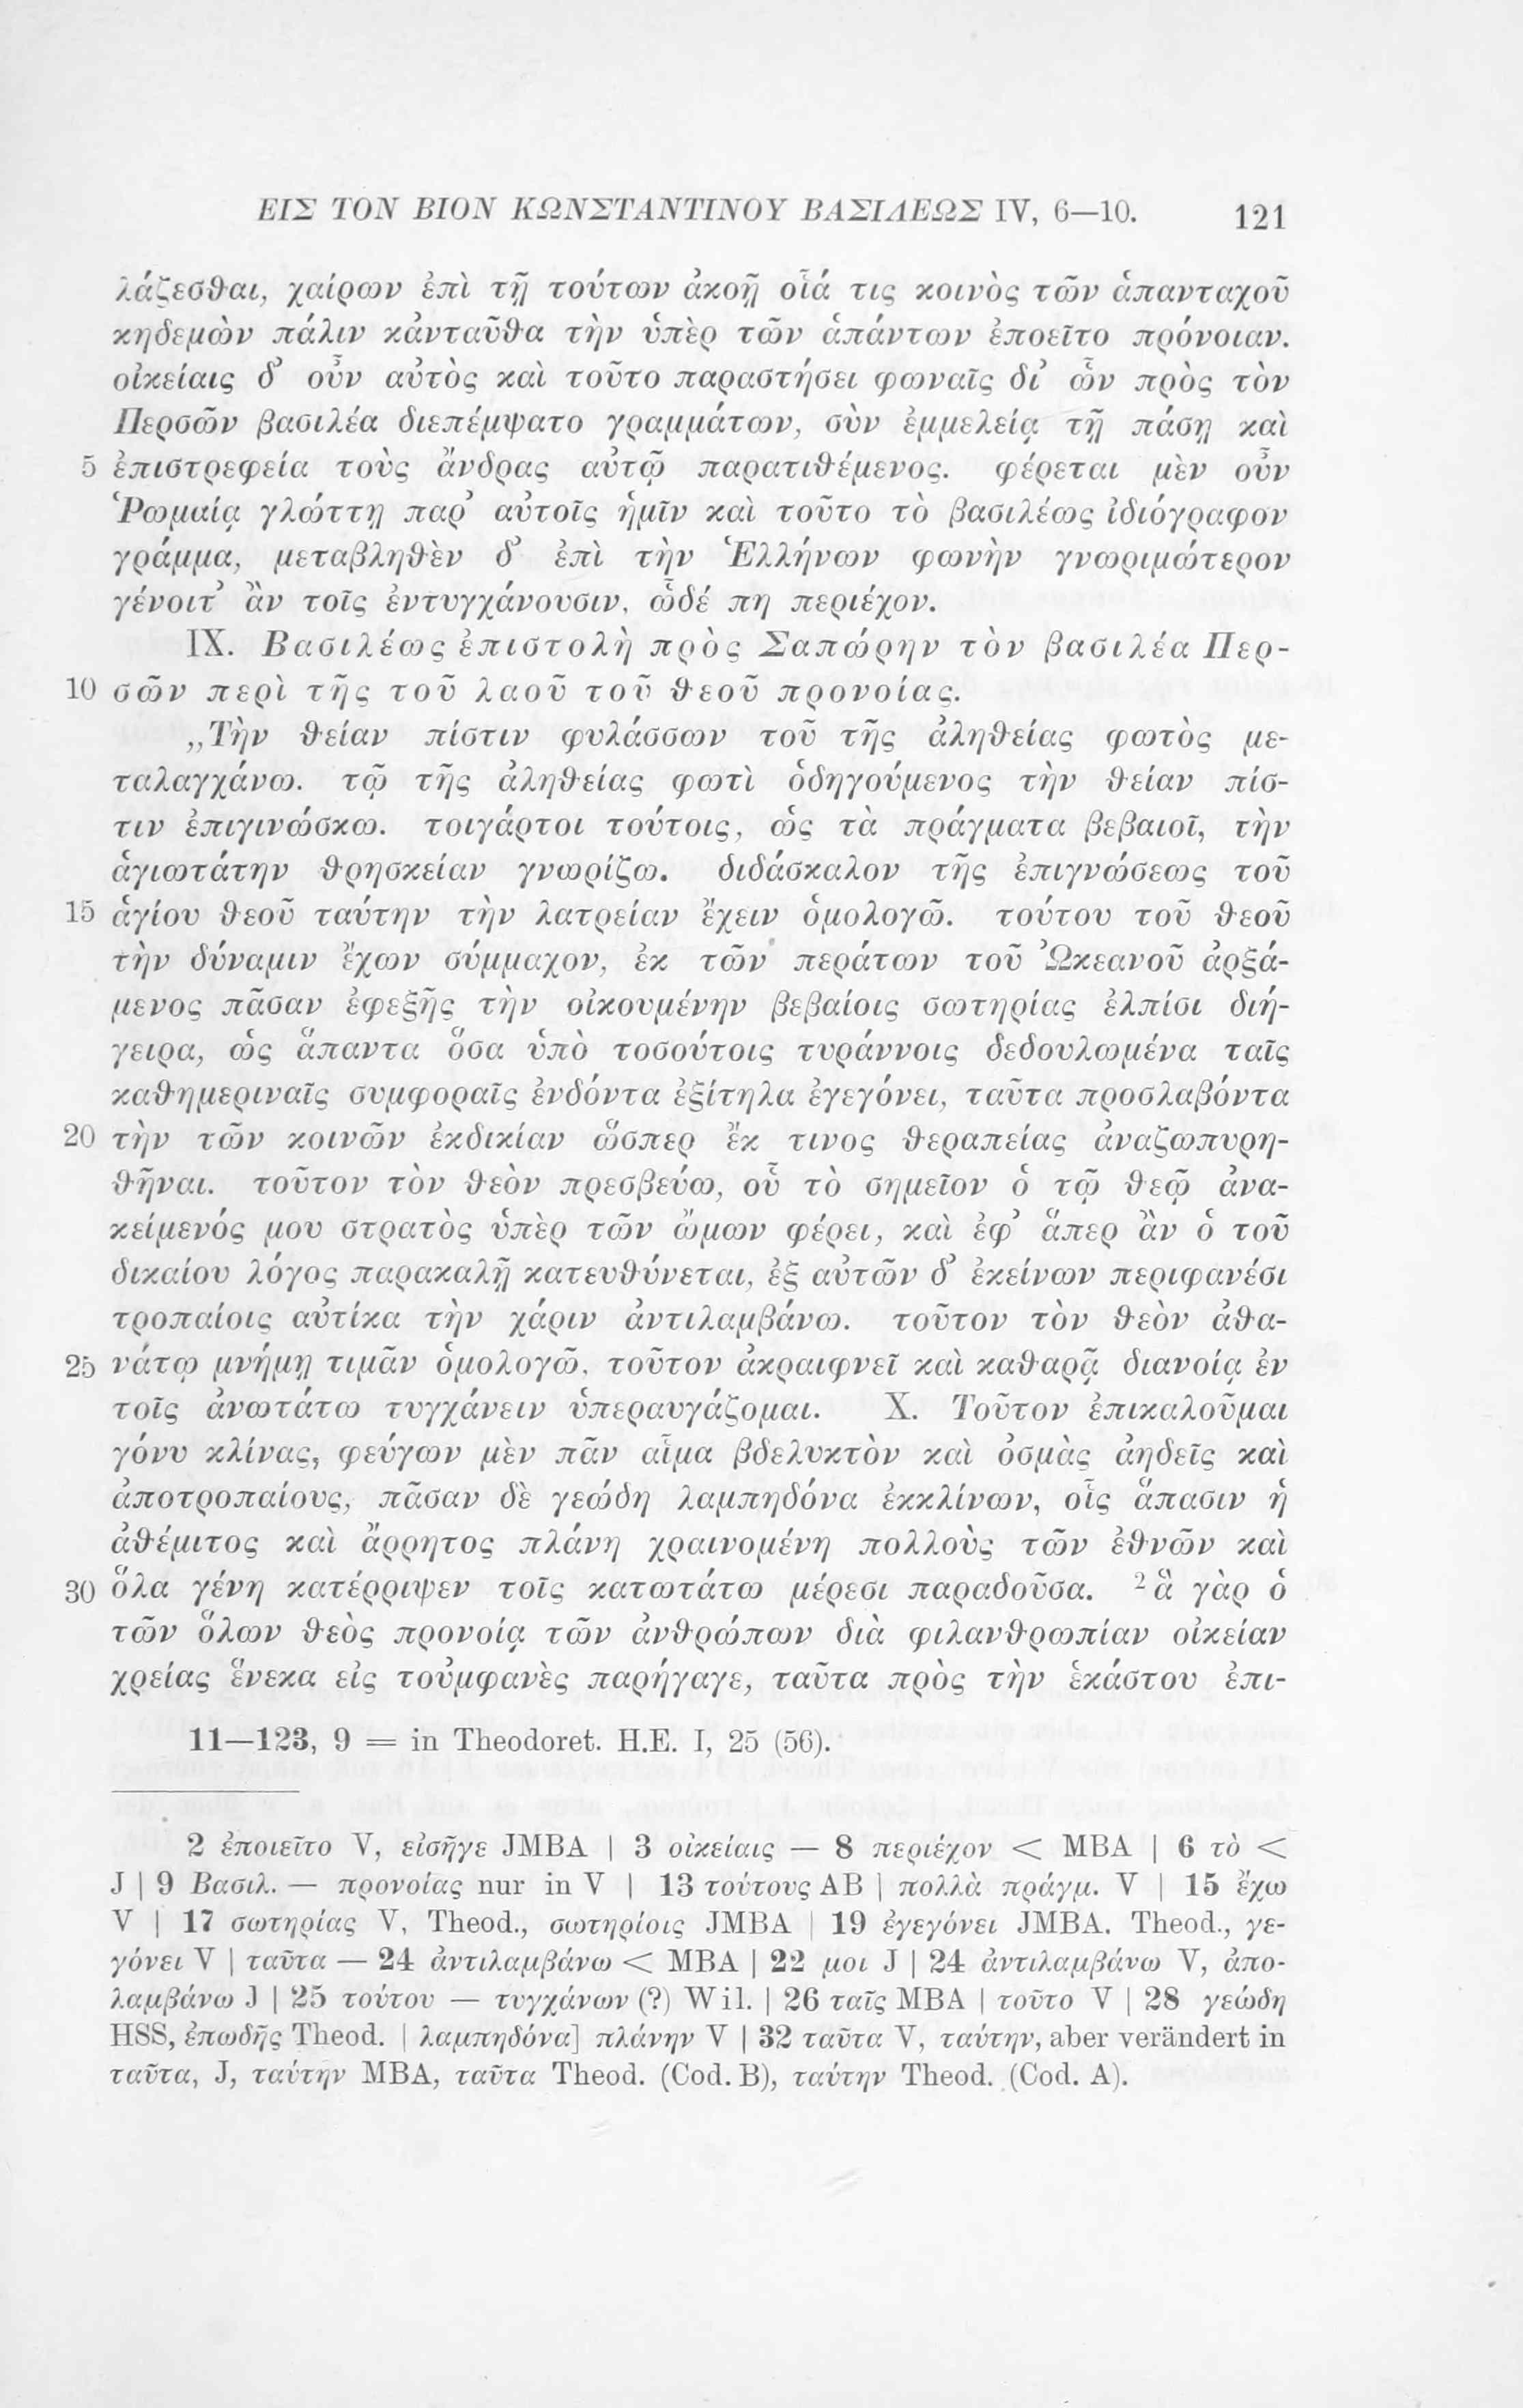 ΕΙΣ ΤΟΝ ΒΙΟΝ ΚΩΝΣΤΑΝΤΙΝΟΥ ΒΑΣΙΛΕΩΣ IV, 6—10. 121
λάζεσθαι, χαίρων ἐπὶ τῇ τούτων ἀκοῇ οἷά τις κοινὸς τῶν ἁπανταχοῦ
κηδεμὼν πάλιν κἀνταῦθα τὴν ὑπὲρ τῶν ἁπάντων ἐποεῖτο πρόνοιαν.
οἰκείαις δ' οὖν αὐτὸς καὶ τοῦτο παραστήσει φωναῖς δι' ὧν πρὸς τὸν
Περσῶν βασιλέα διεπέμψατο γραμμάτων, σὺν ἐμμελείᾳ τῇ πάσῃ καὶ
5 ἐπιστρεφείᾳ τοὺς ἄνδρας αὐτῷ παρατιθέμενος. φέρεται μὲν οὖν
Ῥωμαίᾳ γλώττῃ παρ' αὐτοῖς ἡμῖν καὶ τοῦτο τὸ βασιλέως ἰδιόγραφον
γράμμα, μεταβληθὲν δ' ἐπὶ τὴν Ἑλλήνων φωνὴν γνωριμώτερον
γένοιτ' ἂν τοῖς ἐντυγχάνουσιν, ὧδέ πη περιέχον.
IX. Βασιλέως ἐπιστολὴ πρὸς Σαπώρην τὸν βασιλέα Περ-
10 σῶν περὶ τῆς τοῦ λαοῦ τοῦ θεοῦ προνοίας.
„Τὴν θείαν πίστιν φυλάσσων τοῦ τῆς ἀληθείας φωτὸς με-
ταλαγχάνω. τῷ τῆς ἀληθείας φωτὶ ὁδηγούμενος τὴν θείαν πίσ-
τιν ἐπιγινώσκω. τοιγάρτοι τούτοις, ὡς τὰ πράγματα βεβαιοῖ, τὴν
ἁγιωτάτην θρησκείαν γνωρίζω. διδάσκαλον τῆς ἐπιγνώσεως τοῦ
15 ἁγίου θεοῦ ταύτην τὴν λατρείαν ἔχειν ὁμολογῶ. τούτου τοῦ θεοῦ
τὴν δύναμιν ἔχων σύμμαχον, ἐκ τῶν περάτων τοῦ Ὠκεανοῦ ἀρξά-
μενος πᾶσαν ἐφεξῆς τὴν οἰκουμένην βεβαίοις σωτηρίας ἐλπίσι διή-
γειρα, ὡς ἅπαντα ὅσα ὑπὸ τοσούτοις τυράννοις δεδουλωμένα ταῖς
καθημεριναῖς συμφοραῖς ἐνδόντα ἐξίτηλα ἐγεγόνει, ταῦτα προσλαβόντα
20 τὴν τῶν κοινῶν ἐκδικίαν ὥσπερ ἔκ τινος θεραπείας ἀναζωπυρη-
θῆναι. τοῦτον τὸν θεὸν πρεσβεύω, οὗ τὸ σημεῖον ὁ τῷ θεῷ ἀνα-
κείμενός μου στρατὸς ὑπὲρ τῶν ὤμων φέρει, καὶ ἐφ' ἅπερ ἂν ὁ τοῦ
δικαίου λόγος παρακαλῇ κατευθύνεται, ἐξ αὐτῶν δ' ἐκείνων περιφανέσι
τροπαίοις αὐτίκα τὴν χάριν ἀντιλαμβάνω. τοῦτον τὸν θεὸν ἀθα-
25 νάτῳ μνήμῃ τιμᾶν ὁμολογῶ, τοῦτον ἀκραιφνεῖ καὶ καθαρᾷ διανοίᾳ ἐν
τοῖς ἀνωτάτω τυγχάνειν ὑπεραυγάζομαι. X. Τοῦτον ἐπικαλοῦμαι
γόνυ κλίνας, φεύγων μὲν πᾶν αἷμα βδελυκτὸν καὶ ὀσμὰς ἀηδεῖς καὶ
ἀποτροπαίους, πᾶσαν δὲ γεώδη λαμπηδόνα ἐκκλίνων, οἷς ἅπασιν ἡ
ἀθέμιτος καὶ ἄρρητος πλάνη χραινομένη πολλοὺς τῶν ἐθνῶν καὶ
30 ὅλα γένη κατέρριψεν τοῖς κατωτάτω μέρεσι παραδοῦσα. 2 ἃ γὰρ ὁ
τῶν ὅλων θεὸς προνοίᾳ τῶν ἀνθρώπων διὰ φιλανθρωπίαν οἰκείαν
χρείας ἕνεκα εἰς τοὐμφανὲς παρήγαγε, ταῦτα πρὸς τὴν ἑκάστου ἐπι-
11—123, 9 = in Theodoret. H.E. I, 25 (56).
2 ἐποιεῖτο V, εἰσῆγε JMBA | 3 οἰκείαις — 8 περιέχον < MBA | 6 τὸ <
J | 9 Βασιλ. — προνοίας nur in V | 13 τούτους AB | πολλὰ πράγμ. V | 15 ἔχω
V | 17 σωτηρίας V, Theod., σωτηρίοις JMBA | 19 ἐγεγόνει JMBA. Theod., γε-
γόνει V | ταῦτα — 24 ἀντιλαμβάνω < MBA | 22 μοι J | 24 ἀντιλαμβάνω V, ἀπο-
λαμβάνω J | 25 τούτου — τυγχάνων (?) Wil. | 26 ταῖς MBA | τοῦτο V | 28 γεώδη
HSS, ἐπωδῆς Theod. | λαμπηδόνα] πλάνην V | 32 ταῦτα V, ταύτην, aber verändert in
ταῦτα, J, ταύτην MBA, ταῦτα Theod. (Cod. B), ταύτην Theod. (Cod. A).